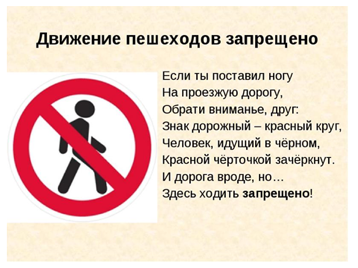 Движение пешеходов запрещено
Если ты поставил ногу
На проезжую дорогу,
Обрати вниманье, друг:
Знак дорожный – красный круг,
Человек, идущий в чёрном,
Красной чёрточкой зачёркнут.
И дорога вроде, но…
Здесь ходить запрещено!